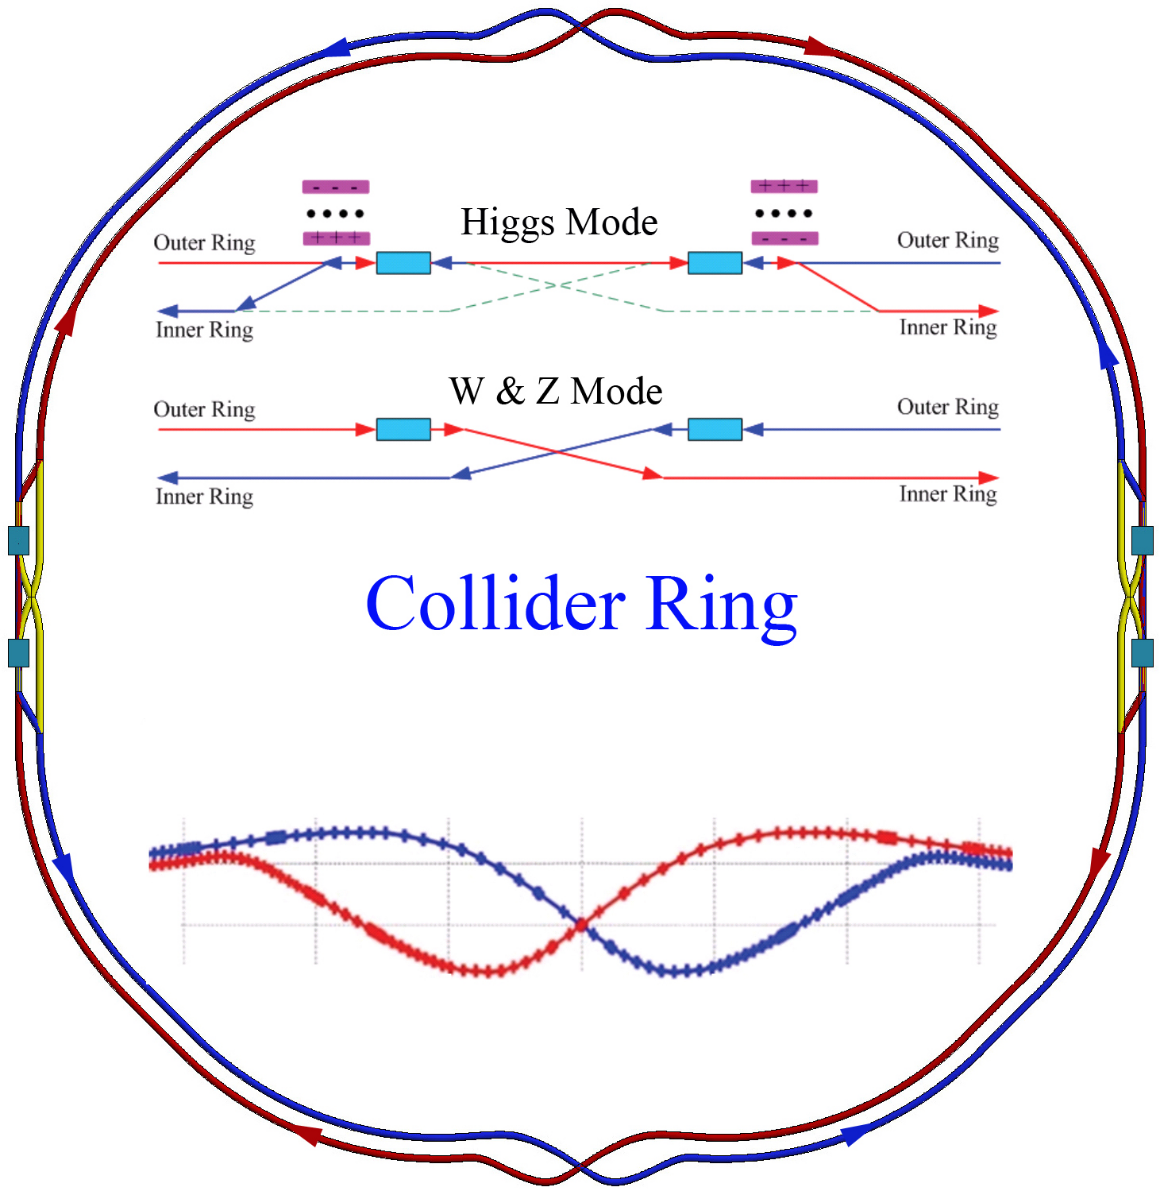 - - -
+ + +
Higgs Mode
+ + +
- - -
Outer Ring
Outer Ring
Inner Ring
Inner Ring
W & Z Mode
Outer Ring
Outer Ring
Inner Ring
Inner Ring
Collider Ring